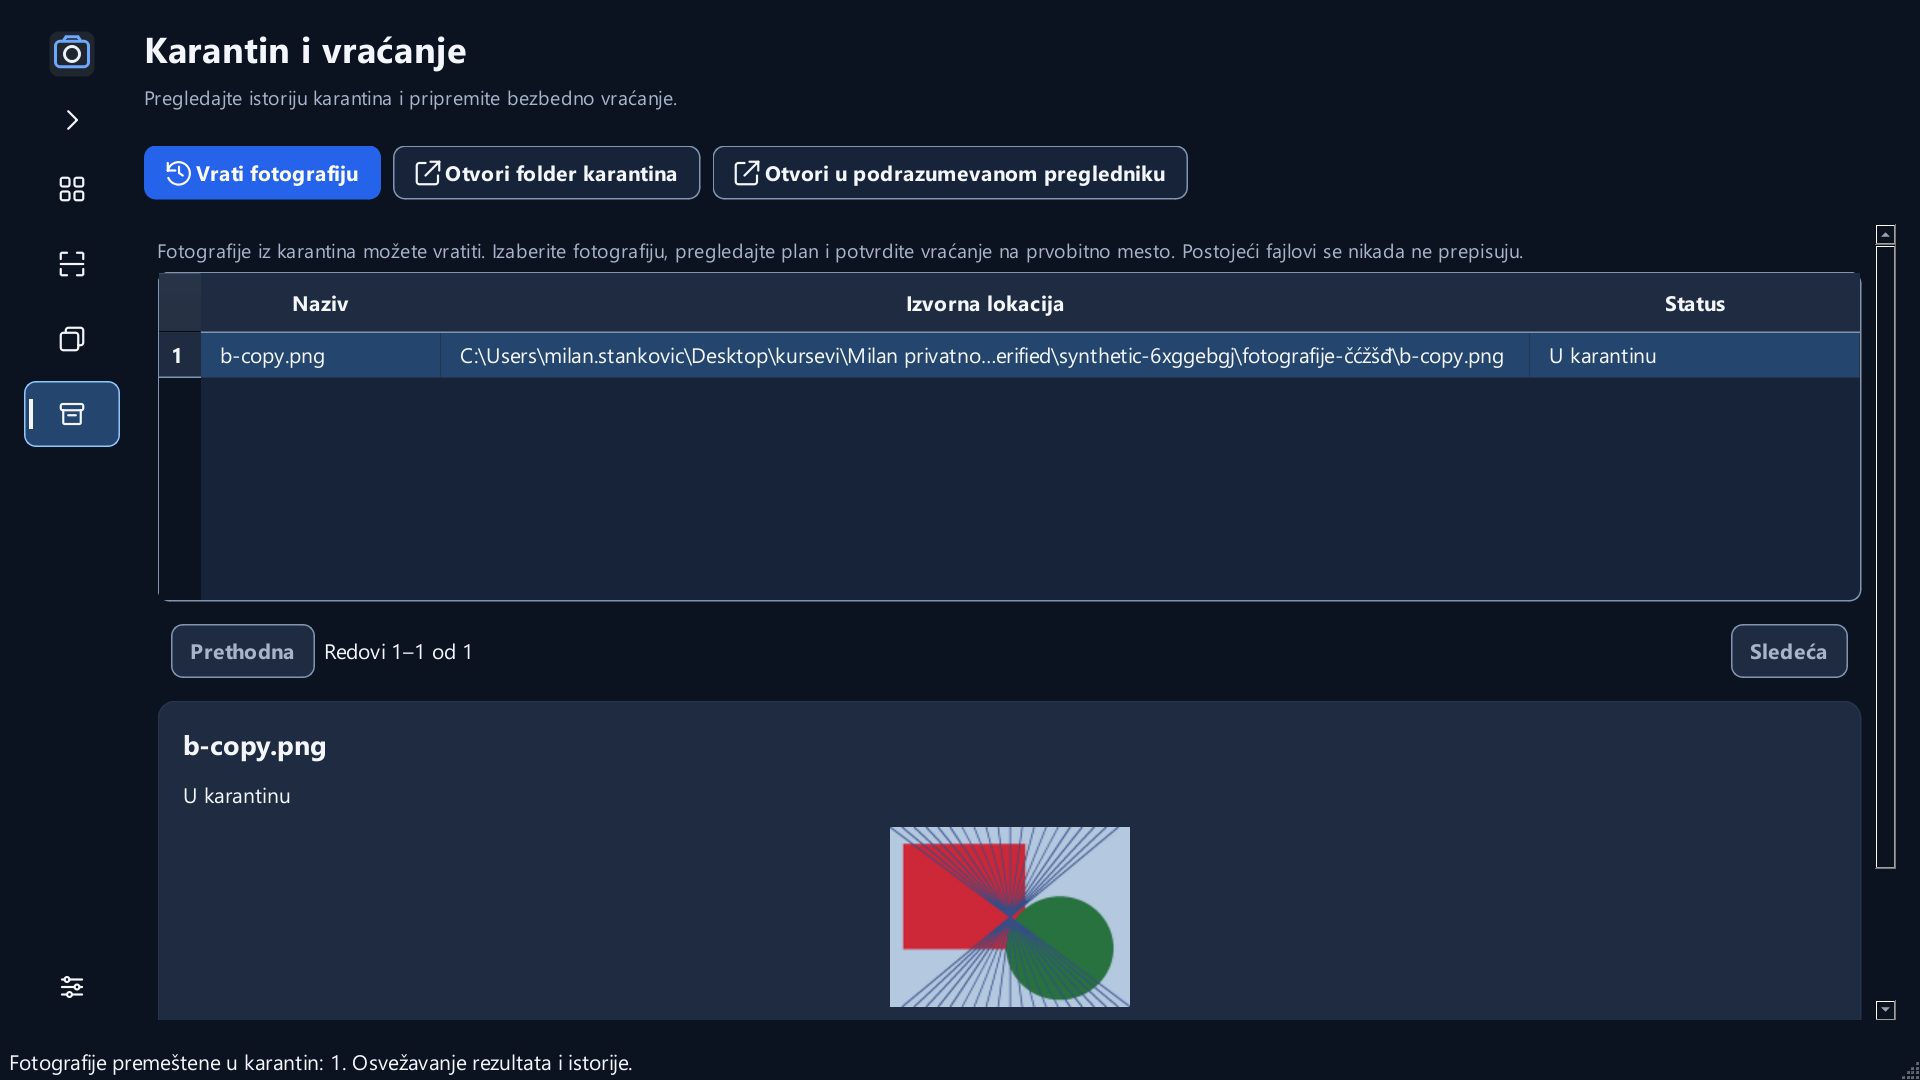 Karantin i vraćanje
Pregledajte istoriju karantina i pripremite bezbedno vraćanje.
Vrati fotografiju
Otvori folder karantina
Otvori u podrazumevanom pregledniku
Fotografije iz karantina možete vratiti. Izaberite fotografiju, pregledajte plan i potvrdite vraćanje na prvobitno mesto. Postojeći fajlovi se nikada ne prepisuju.
Naziv Izvorna lokacija Status
1 b-copy.png C:\Users\milan.stankovic\Desktop\kursevi\Milan privatno...erified\synthetic-6xggebgj\fotografije-čćžšđ\b-copy.png U karantinu
Prethodna Redovi 1–1 od 1 Sledeća
b-copy.png
U karantinu
Fotografije premeštene u karantin: 1. Osvežavanje rezultata i istorije.